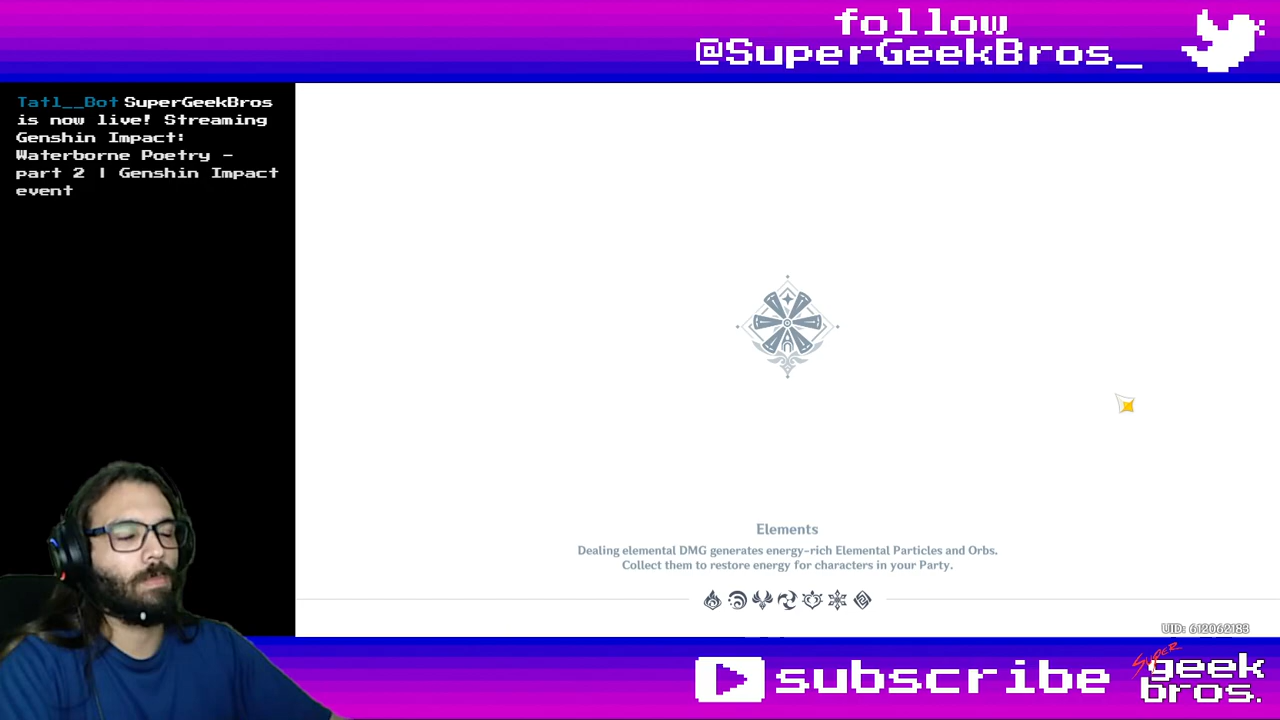 follow
@SuperGeekBros_
Tatl__Bot SuperGeekBros
is now live! Streaming
Genshin Impact:
Waterborne Poetry -
part 2 | Genshin Impact
event
Elements
Dealing elemental DMG generates energy-rich Elemental Particles and Orbs.
Collect them to restore energy for characters in your Party.
UID: 612062183
subscribe
SUPER
geek
bros.